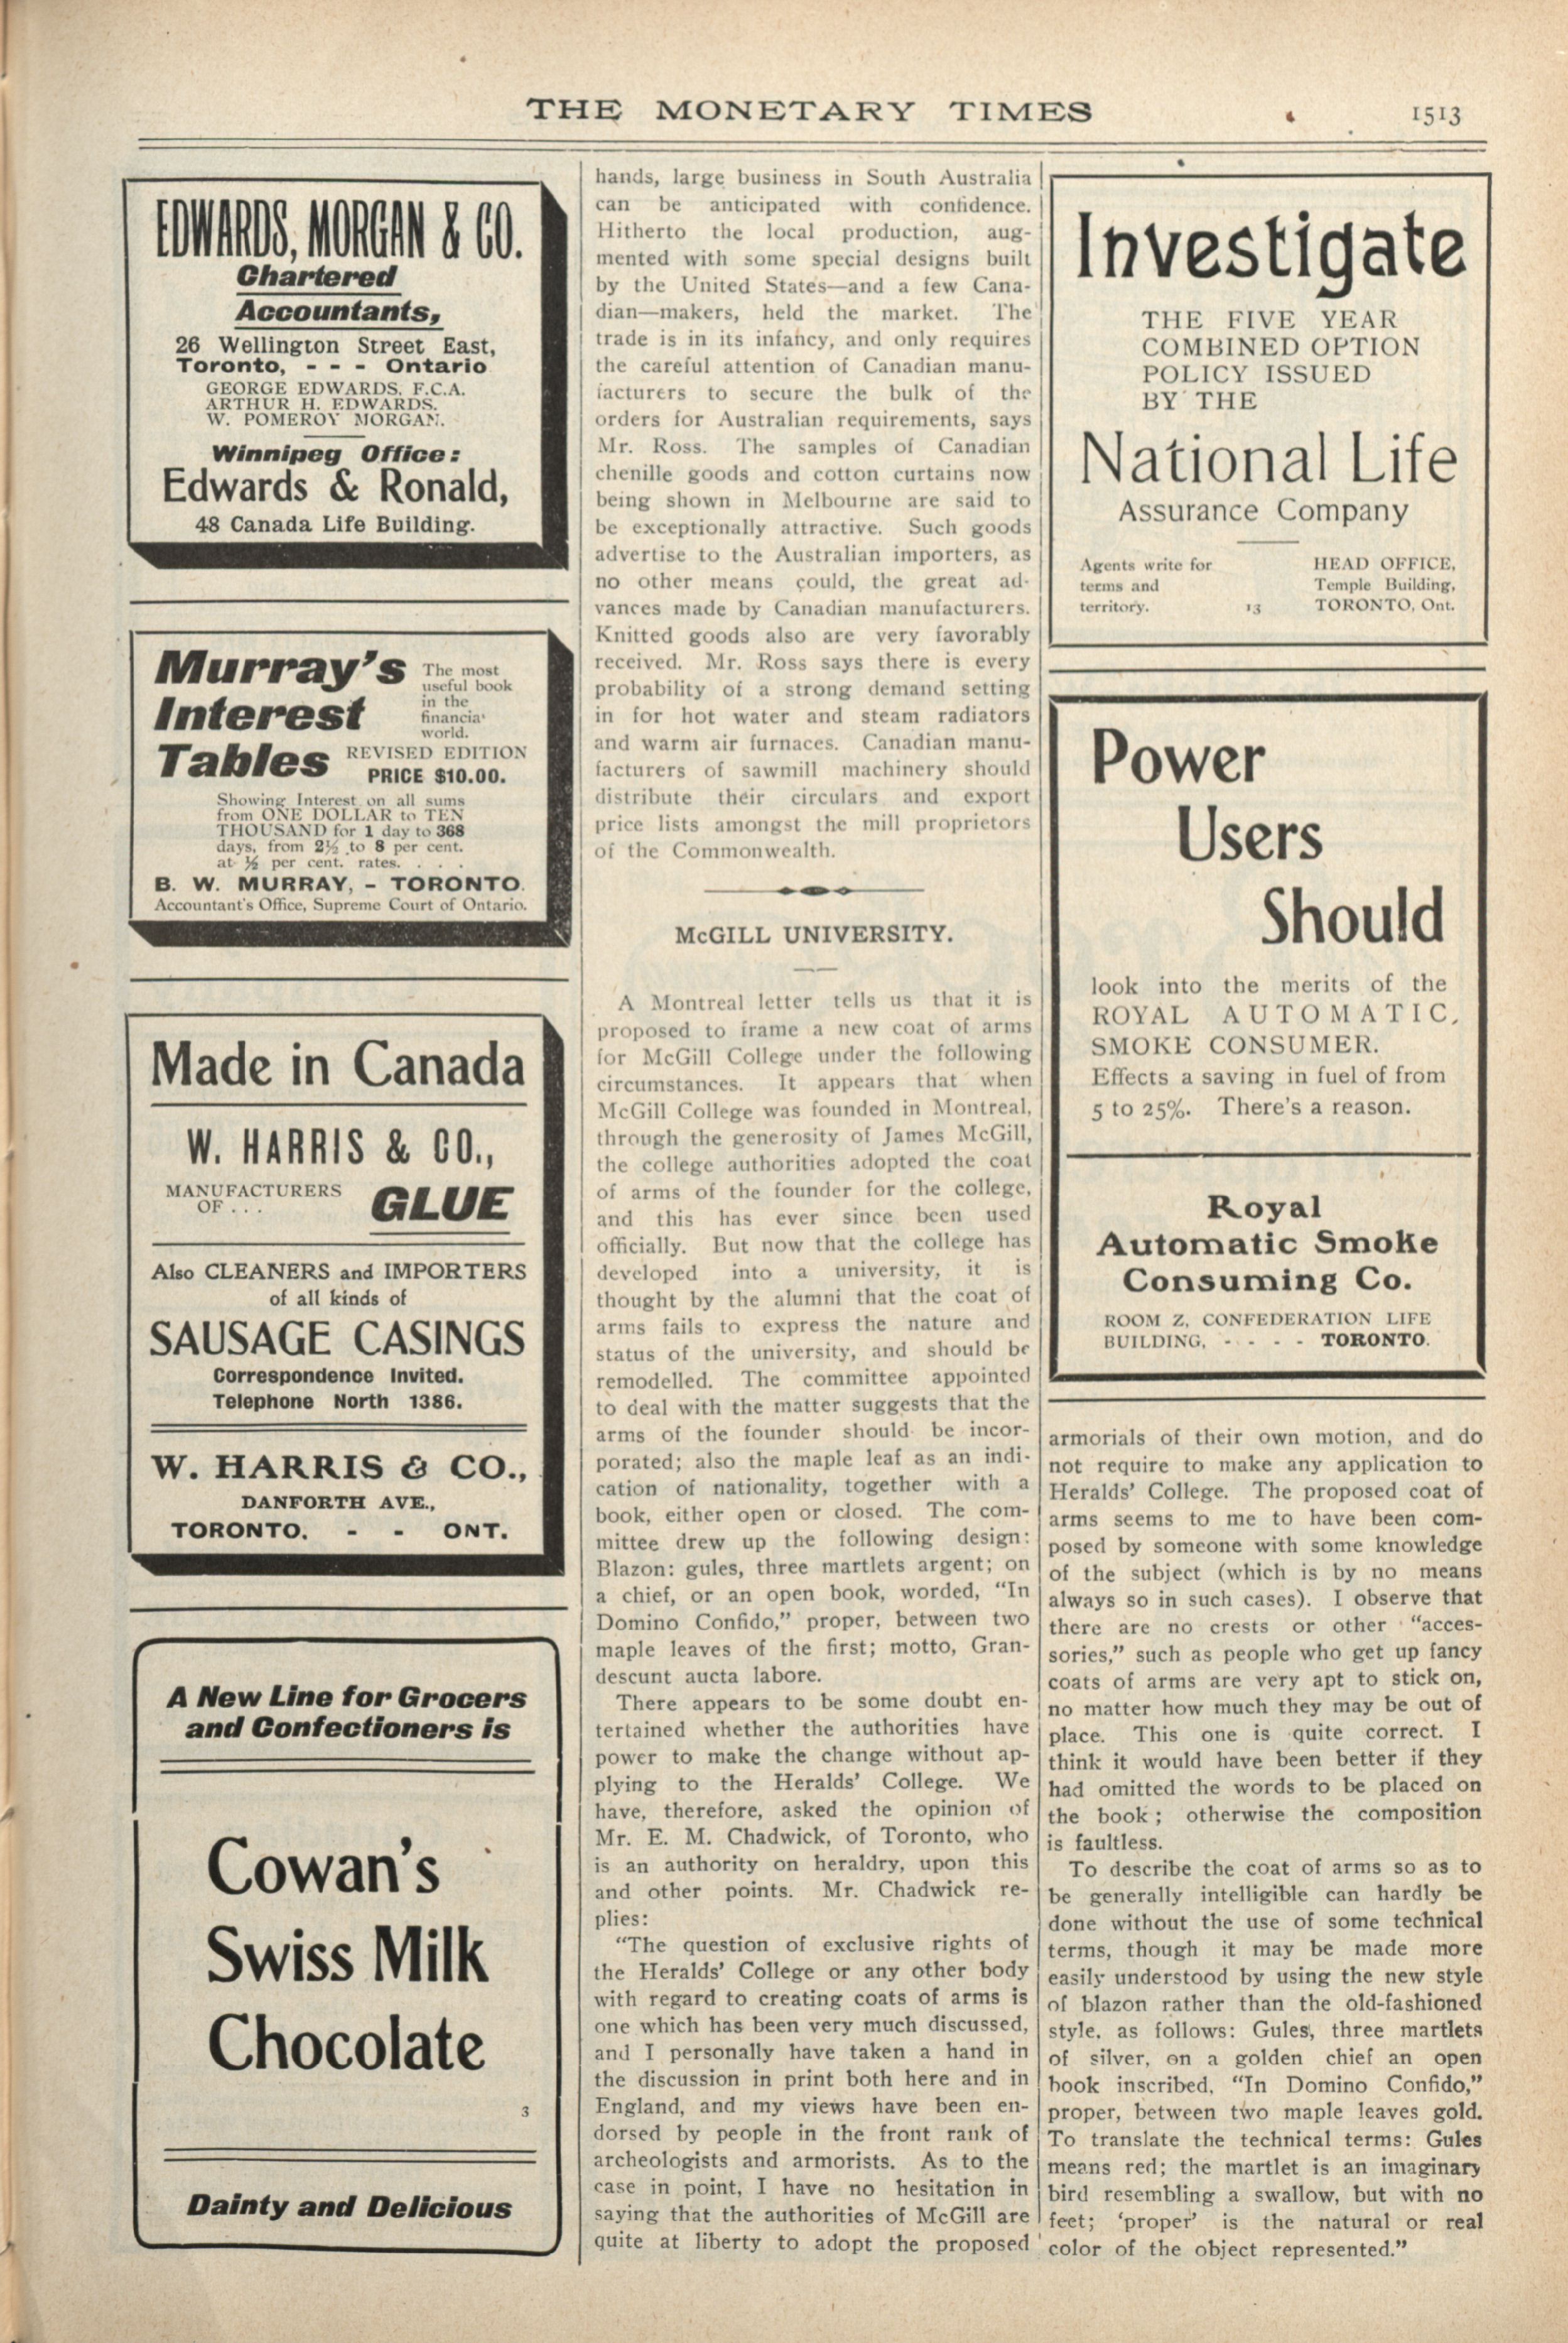 THE MONETARY TIMES
1513
EDWARDS, MORGAN & CO.
Chartered
Accountants,
26 Wellington Street East,
Toronto, - - - Ontario
GEORGE EDWARDS, F.C.A.
ARTHUR H. EDWARDS.
W. POMEROY MORGAN.
Winnipeg Office:
Edwards & Ronald,
48 Canada Life Building.
Murray's
Interest
Tables
The most
useful book
in the
financial
world.
REVISED EDITION
PRICE $10.00.
Showing Interest on all sums
from ONE DOLLAR to TEN
THOUSAND for 1 day to 368
days, from 2½ to 8 per cent.
at ½ per cent. rates. . . .
B. W. MURRAY, - TORONTO.
Accountant's Office, Supreme Court of Ontario.
Made in Canada
W. HARRIS & CO.,
MANUFACTURERS
OF . . .
GLUE
Also CLEANERS and IMPORTERS
of all kinds of
SAUSAGE CASINGS
Correspondence Invited.
Telephone North 1386.
W. HARRIS & CO.,
DANFORTH AVE.,
TORONTO, - - ONT.
A New Line for Grocers
and Confectioners is
Cowan's
Swiss Milk
Chocolate
3
Dainty and Delicious
hands, large business in South Australia
can be anticipated with confidence.
Hitherto the local production, aug-
mented with some special designs built
by the United States—and a few Cana-
dian—makers, held the market. The
trade is in its infancy, and only requires
the careful attention of Canadian manu-
facturers to secure the bulk of the
orders for Australian requirements, says
Mr. Ross. The samples of Canadian
chenille goods and cotton curtains now
being shown in Melbourne are said to
be exceptionally attractive. Such goods
advertise to the Australian importers, as
no other means could, the great ad-
vances made by Canadian manufacturers.
Knitted goods also are very favorably
received. Mr. Ross says there is every
probability of a strong demand setting
in for hot water and steam radiators
and warm air furnaces. Canadian manu-
facturers of sawmill machinery should
distribute their circulars and export
price lists amongst the mill proprietors
of the Commonwealth.
McGILL UNIVERSITY.
A Montreal letter tells us that it is
proposed to frame a new coat of arms
for McGill College under the following
circumstances. It appears that when
McGill College was founded in Montreal,
through the generosity of James McGill,
the college authorities adopted the coat
of arms of the founder for the college,
and this has ever since been used
officially. But now that the college has
developed into a university, it is
thought by the alumni that the coat of
arms fails to express the nature and
status of the university, and should be
remodelled. The committee appointed
to deal with the matter suggests that the
arms of the founder should be incor-
porated; also the maple leaf as an indi-
cation of nationality, together with a
book, either open or closed. The com-
mittee drew up the following design:
Blazon: gules, three martlets argent; on
a chief, or an open book, worded, "In
Domino Confido," proper, between two
maple leaves of the first; motto, Gran-
descunt aucta labore.
There appears to be some doubt en-
tertained whether the authorities have
power to make the change without ap-
plying to the Heralds' College. We
have, therefore, asked the opinion of
Mr. E. M. Chadwick, of Toronto, who
is an authority on heraldry, upon this
and other points. Mr. Chadwick re-
plies:
"The question of exclusive rights of
the Heralds' College or any other body
with regard to creating coats of arms is
one which has been very much discussed,
and I personally have taken a hand in
the discussion in print both here and in
England, and my views have been en-
dorsed by people in the front rank of
archeologists and armorists. As to the
case in point, I have no hesitation in
saying that the authorities of McGill are
quite at liberty to adopt the proposed
Investigate
THE FIVE YEAR
COMBINED OPTION
POLICY ISSUED
BY THE
National Life
Assurance Company
Agents write for
terms and
territory.
13
HEAD OFFICE,
Temple Building,
TORONTO, Ont.
Power
Users
Should
look into the merits of the
ROYAL AUTOMATIC,
SMOKE CONSUMER.
Effects a saving in fuel of from
5 to 25%. There's a reason.
Royal
Automatic Smoke
Consuming Co.
ROOM Z, CONFEDERATION LIFE
BUILDING, - - - - TORONTO.
armorials of their own motion, and do
not require to make any application to
Heralds' College. The proposed coat of
arms seems to me to have been com-
posed by someone with some knowledge
of the subject (which is by no means
always so in such cases). I observe that
there are no crests or other "acces-
sories," such as people who get up fancy
coats of arms are very apt to stick on,
no matter how much they may be out of
place. This one is quite correct. I
think it would have been better if they
had omitted the words to be placed on
the book; otherwise the composition
is faultless.
To describe the coat of arms so as to
be generally intelligible can hardly be
done without the use of some technical
terms, though it may be made more
easily understood by using the new style
of blazon rather than the old-fashioned
style, as follows: Gules, three martlets
of silver, on a golden chief an open
book inscribed, "In Domino Confido,"
proper, between two maple leaves gold.
To translate the technical terms: Gules
means red; the martlet is an imaginary
bird resembling a swallow, but with no
feet; 'proper' is the natural or real
color of the object represented."